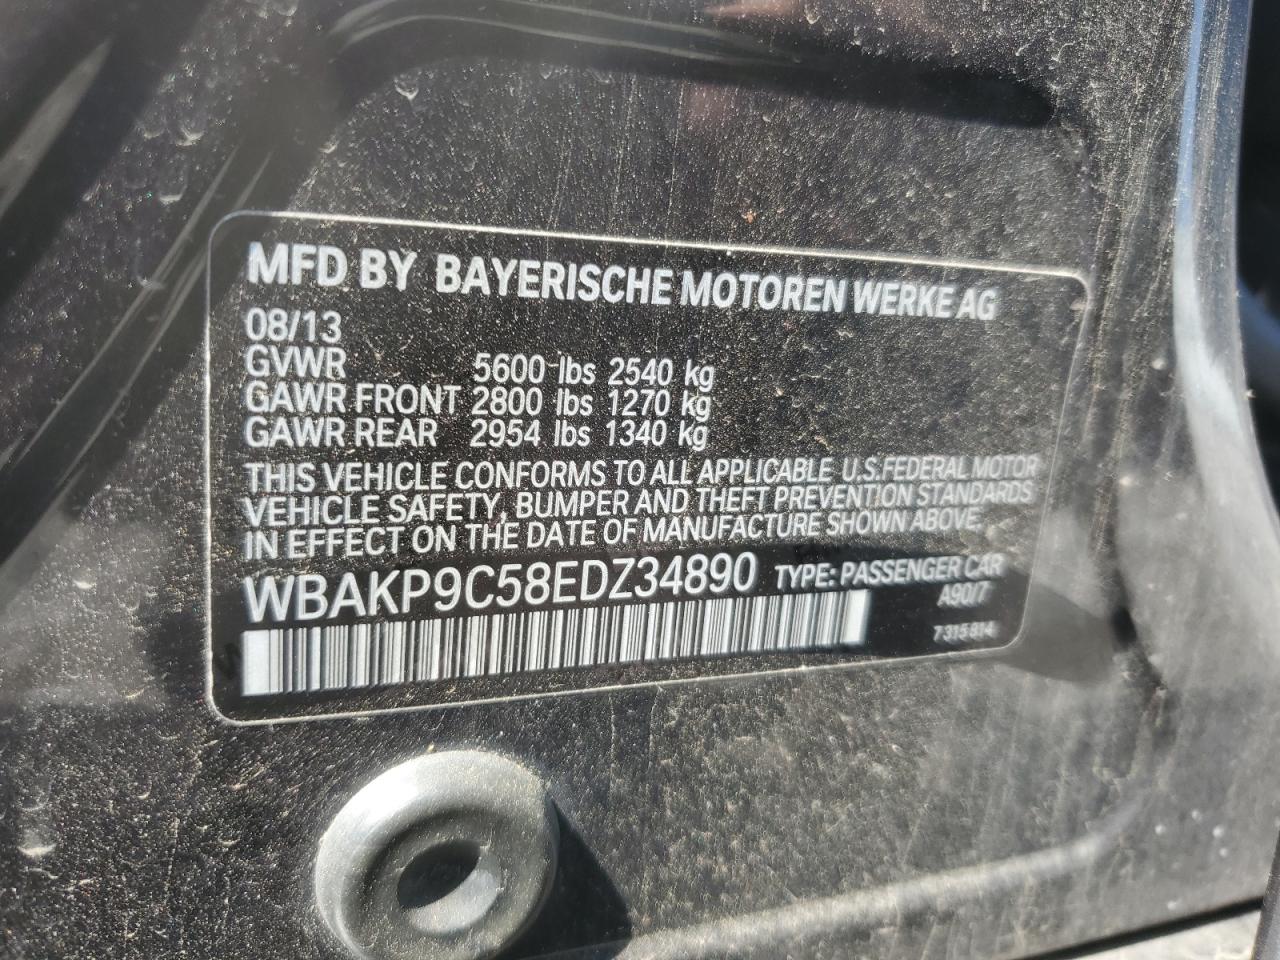 MFD BY BAYERISCHE MOTOREN WERKE AG
08/13
GVWR 5600 lbs 2540 kg
GAWR FRONT 2800 lbs 1270 kg
GAWR REAR 2954 lbs 1340 kg
THIS VEHICLE CONFORMS TO ALL APPLICABLE U.S. FEDERAL MOTOR
VEHICLE SAFETY, BUMPER AND THEFT PREVENTION STANDARDS
IN EFFECT ON THE DATE OF MANUFACTURE SHOWN ABOVE.
WBAKP9C58EDZ34890 TYPE: PASSENGER CAR
A90/7
7 315 814